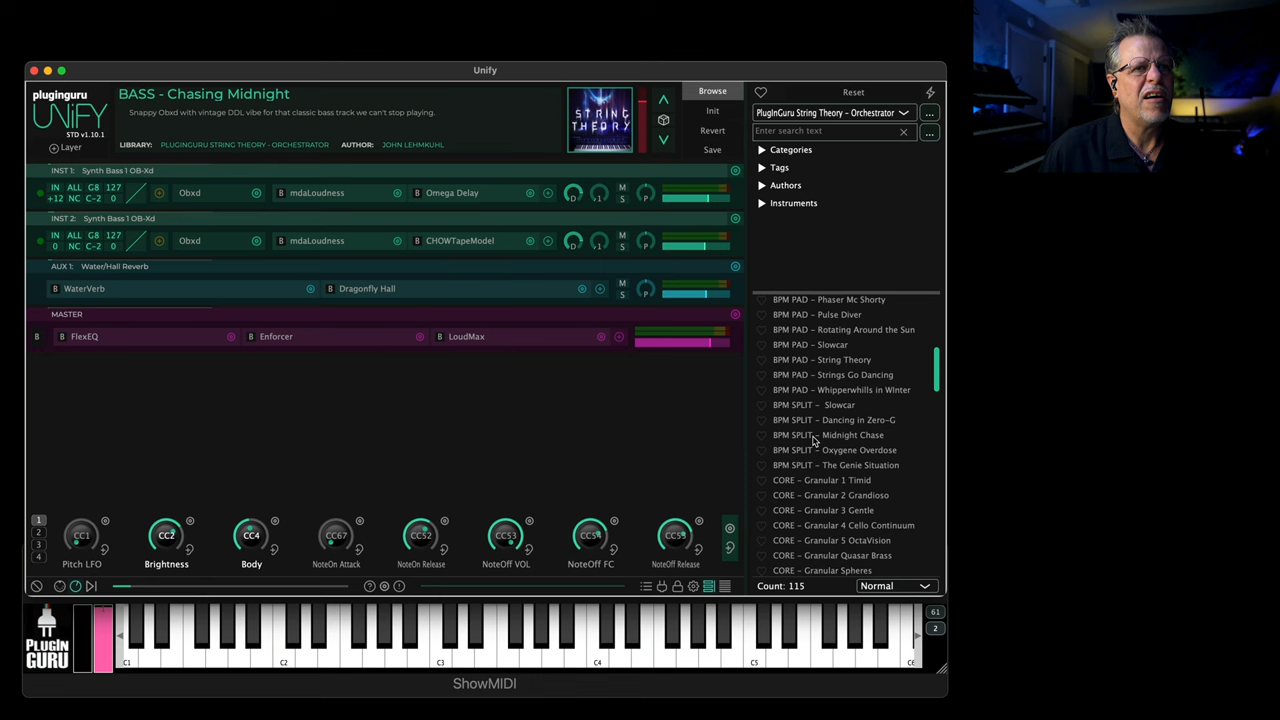 Unify
pluginguru
UNiFY
STD v1.10.1
Layer
BASS - Chasing Midnight
Snappy Obxd with vintage DDL vibe for that classic bass track we can't stop playing.
LIBRARY: PLUGINGURU STRING THEORY - ORCHESTRATOR AUTHOR: JOHN LEHMKUHL
STRING
THEORY
Browse
Init
Revert
Save
Reset
PlugInGuru String Theory - Orchestrator
...
Enter search text
...
Categories
Tags
Authors
Instruments
INST 1: Synth Bass 1 OB-Xd
IN ALL G8 127
+12 NC C-2 0
Obxd
B mdaLoudness
B Omega Delay
D 1 M S P
INST 2: Synth Bass 1 OB-Xd
IN ALL G8 127
0 NC C-2 0
Obxd
B mdaLoudness
B CHOWTapeModel
D 1 M S P
AUX 1: Water/Hall Reverb
B WaterVerb
B Dragonfly Hall
M S P
MASTER
B
B FlexEQ
B Enforcer
B LoudMax
BPM PAD - Phaser Mc Shorty
BPM PAD - Pulse Diver
BPM PAD - Rotating Around the Sun
BPM PAD - Slowcar
BPM PAD - String Theory
BPM PAD - Strings Go Dancing
BPM PAD - Whipperwhills in WInter
BPM SPLIT - Slowcar
BPM SPLIT - Dancing in Zero-G
BPM SPLIT - Midnight Chase
BPM SPLIT - Oxygene Overdose
BPM SPLIT - The Genie Situation
CORE - Granular 1 Timid
CORE - Granular 2 Grandioso
CORE - Granular 3 Gentle
CORE - Granular 4 Cello Continuum
CORE - Granular 5 OctaVision
CORE - Granular Quasar Brass
CORE - Granular Spheres
Count: 115
Normal
1
2
3
4
CC1
CC2
CC4
CC67
CC52
CC53
CC54
CC55
Pitch LFO
Brightness
Body
NoteOn Attack
NoteOn Release
NoteOff VOL
NoteOff FC
NoteOff Release
PLUGIN
GURU
C1
C2
C3
C4
C5
C6
61
2
ShowMIDI